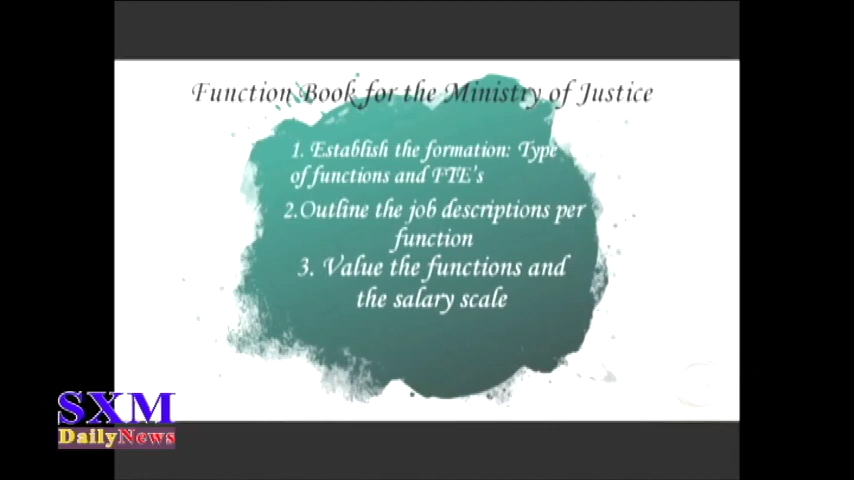 Function Book for the Ministry of Justice
1. Establish the formation: Type
of functions and FTE's
2.Outline the job descriptions per
function
3. Value the functions and
the salary scale
SXM
DailyNews